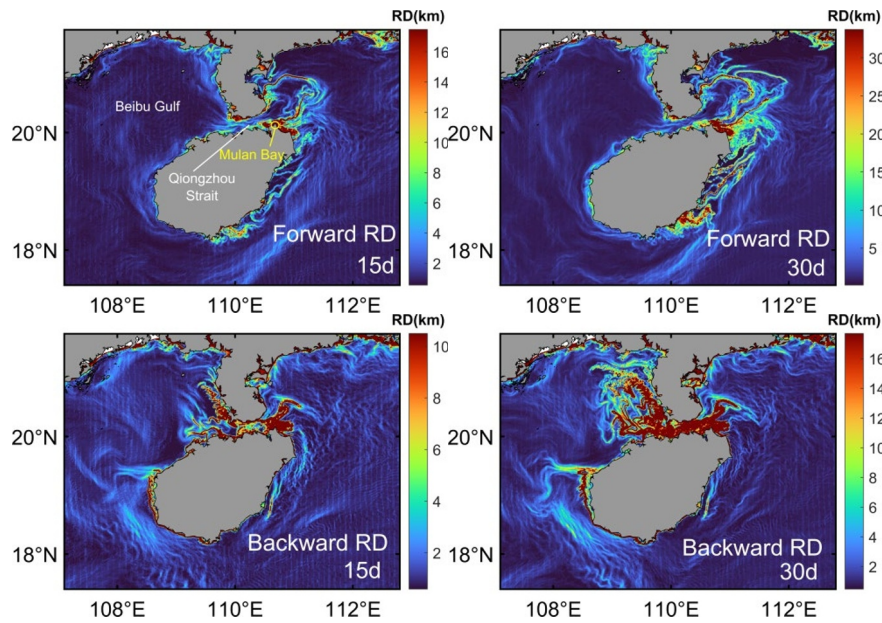 RD(km)
RD(km)
20°N
18°N
Beibu Gulf
Mulan Bay
Qiongzhou
Strait
Forward RD
15d
16
14
12
10
8
6
4
2
108°E
110°E
112°E
20°N
18°N
Forward RD
30d
30
25
20
15
10
5
108°E
110°E
112°E
RD(km)
RD(km)
20°N
18°N
Backward RD
15d
10
8
6
4
2
108°E
110°E
112°E
20°N
18°N
Backward RD
30d
16
14
12
10
8
6
4
2
108°E
110°E
112°E